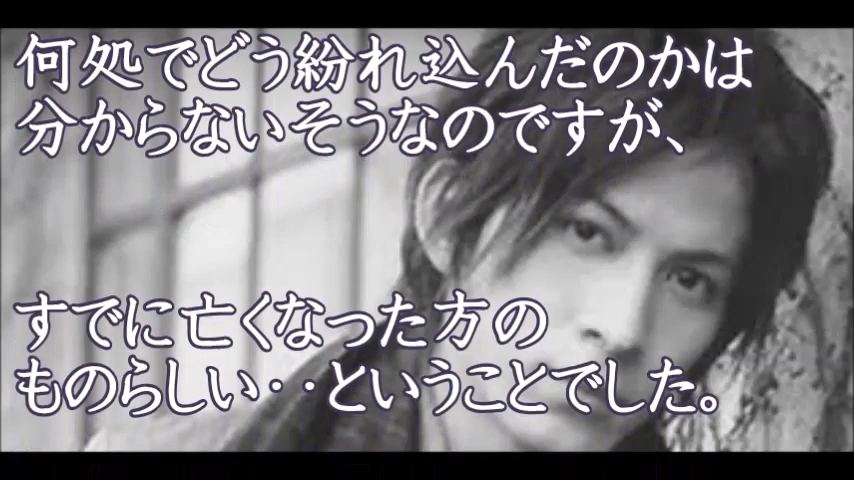 何処でどう紛れ込んだのかは
分からないそうなのですが、
すでに亡くなった方の
ものらしい‥ということでした。